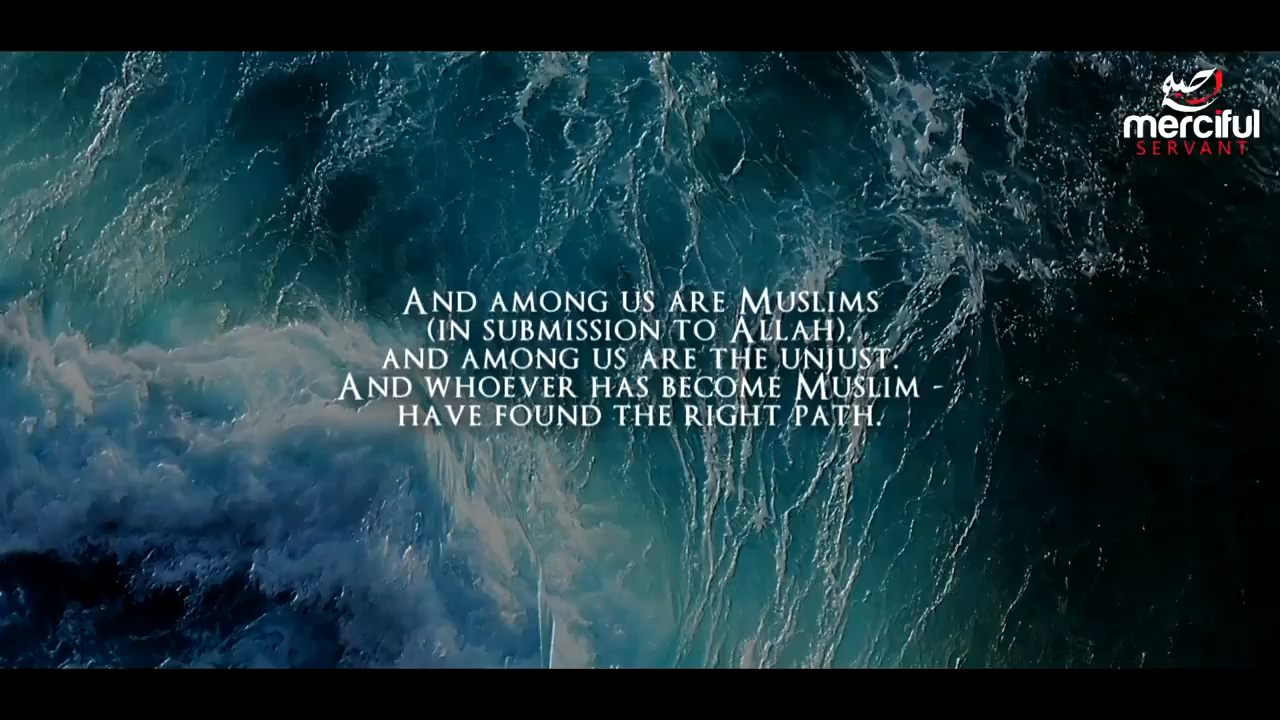 merciful
SERVANT
And among us are Muslims
(in submission to Allah),
and among us are the unjust.
And whoever has become Muslim -
have found the right path.